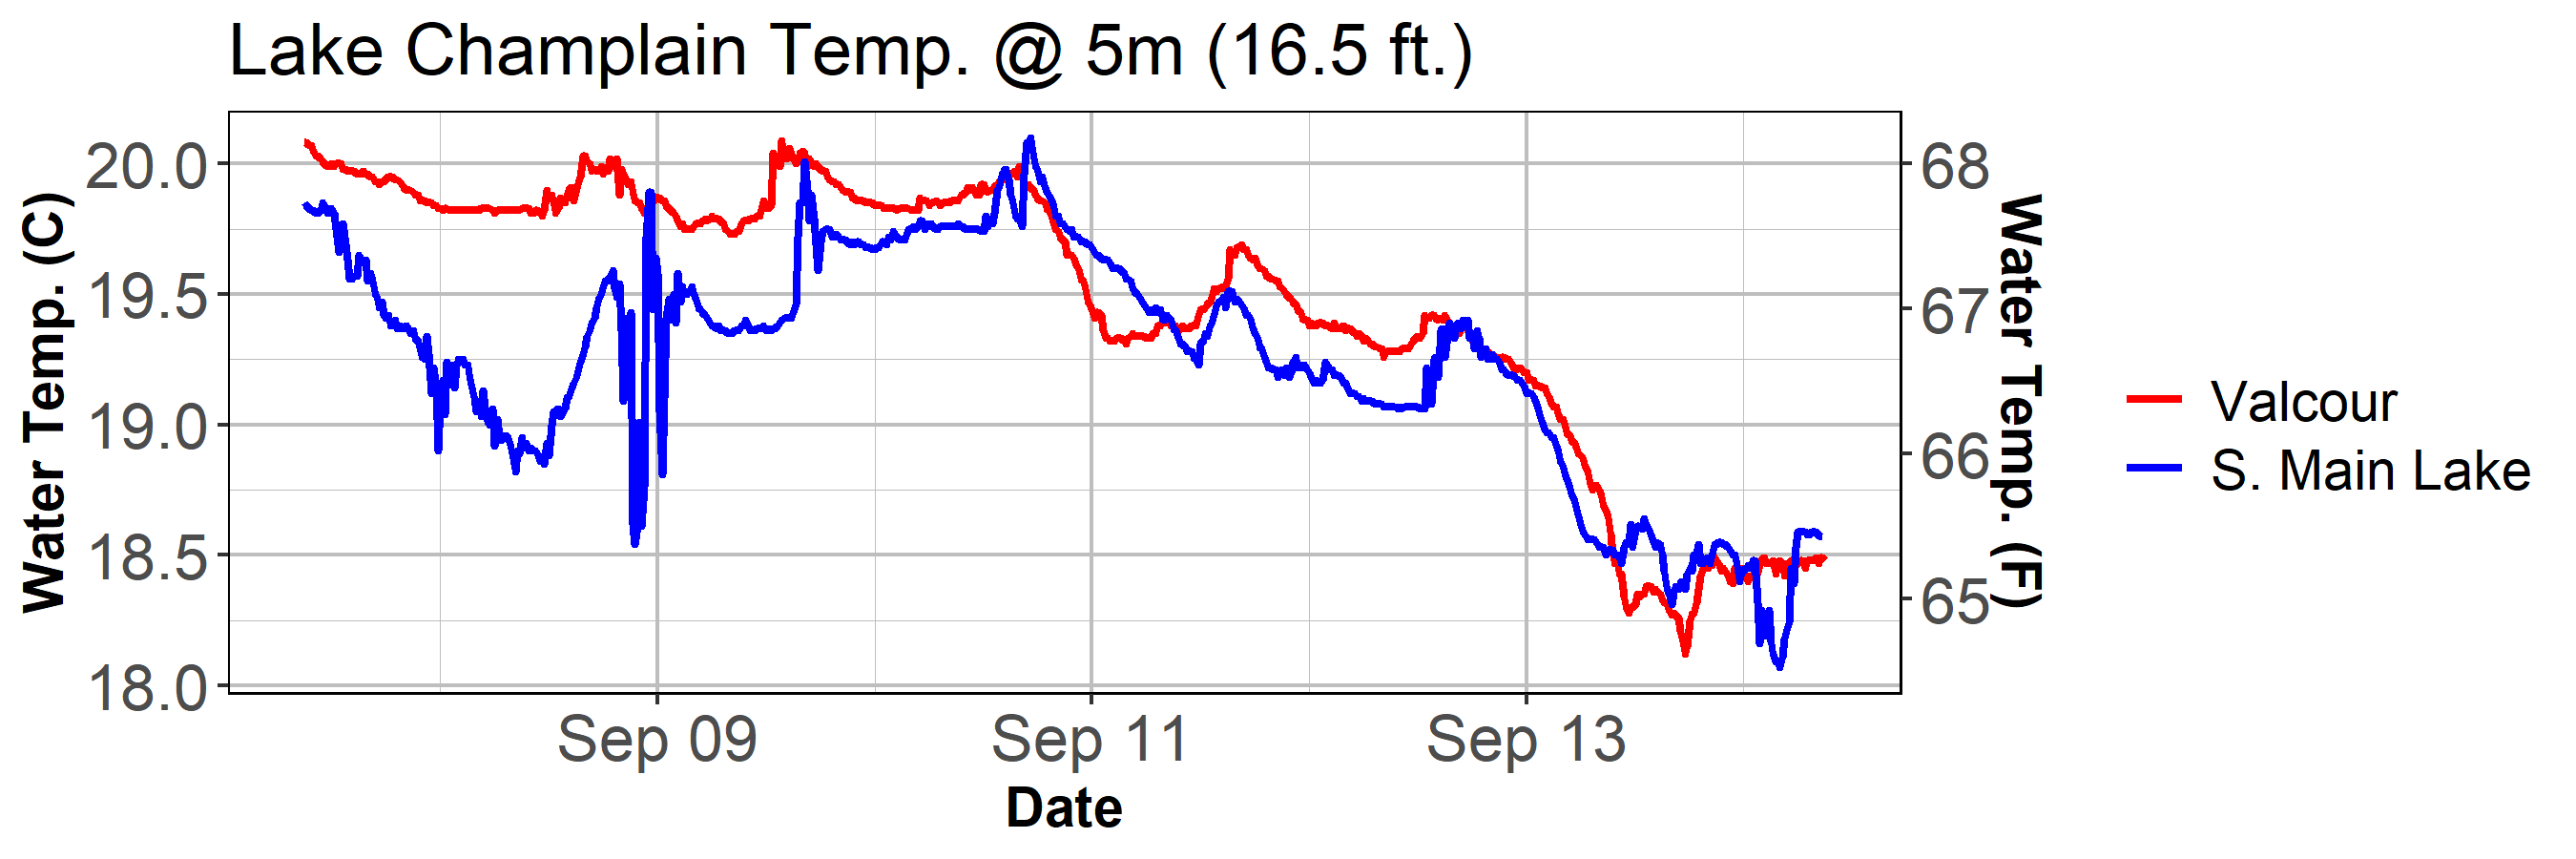 Lake Champlain Temp. @ 5m (16.5 ft.)
Water Temp. (C)
20.0
19.5
19.0
18.5
18.0
68
67
66
65
Water Temp. (F)
Sep 09
Sep 11
Sep 13
Date
Valcour
S. Main Lake